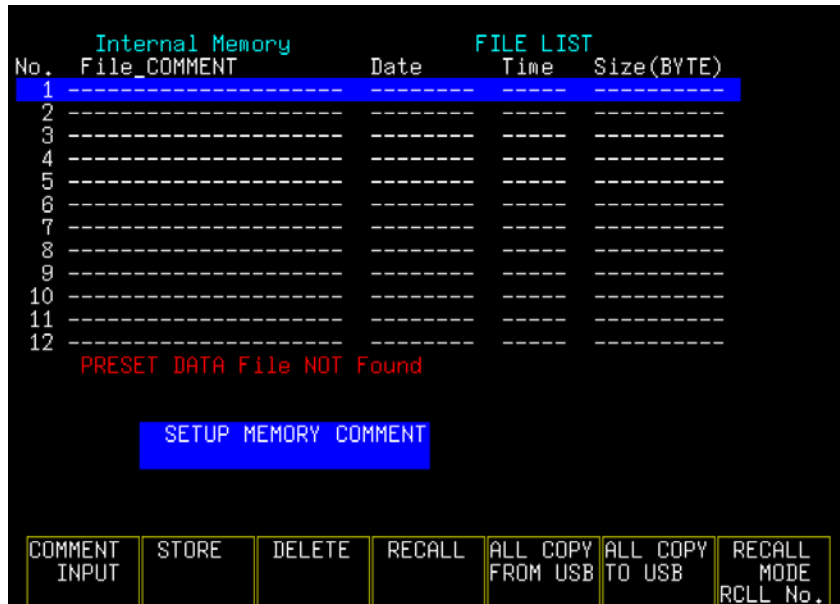 Internal Memory FILE LIST
No. File_COMMENT Date Time Size(BYTE)
1 ---------------------- -------- ----- ----------
2 ---------------------- -------- ----- ----------
3 ---------------------- -------- ----- ----------
4 ---------------------- -------- ----- ----------
5 ---------------------- -------- ----- ----------
6 ---------------------- -------- ----- ----------
7 ---------------------- -------- ----- ----------
8 ---------------------- -------- ----- ----------
9 ---------------------- -------- ----- ----------
10 ---------------------- -------- ----- ----------
11 ---------------------- -------- ----- ----------
12 ---------------------- -------- ----- ----------
PRESET DATA File NOT Found
SETUP MEMORY COMMENT
COMMENT INPUT
STORE
DELETE
RECALL
ALL COPY FROM USB
ALL COPY TO USB
RECALL MODE
RCLL No.